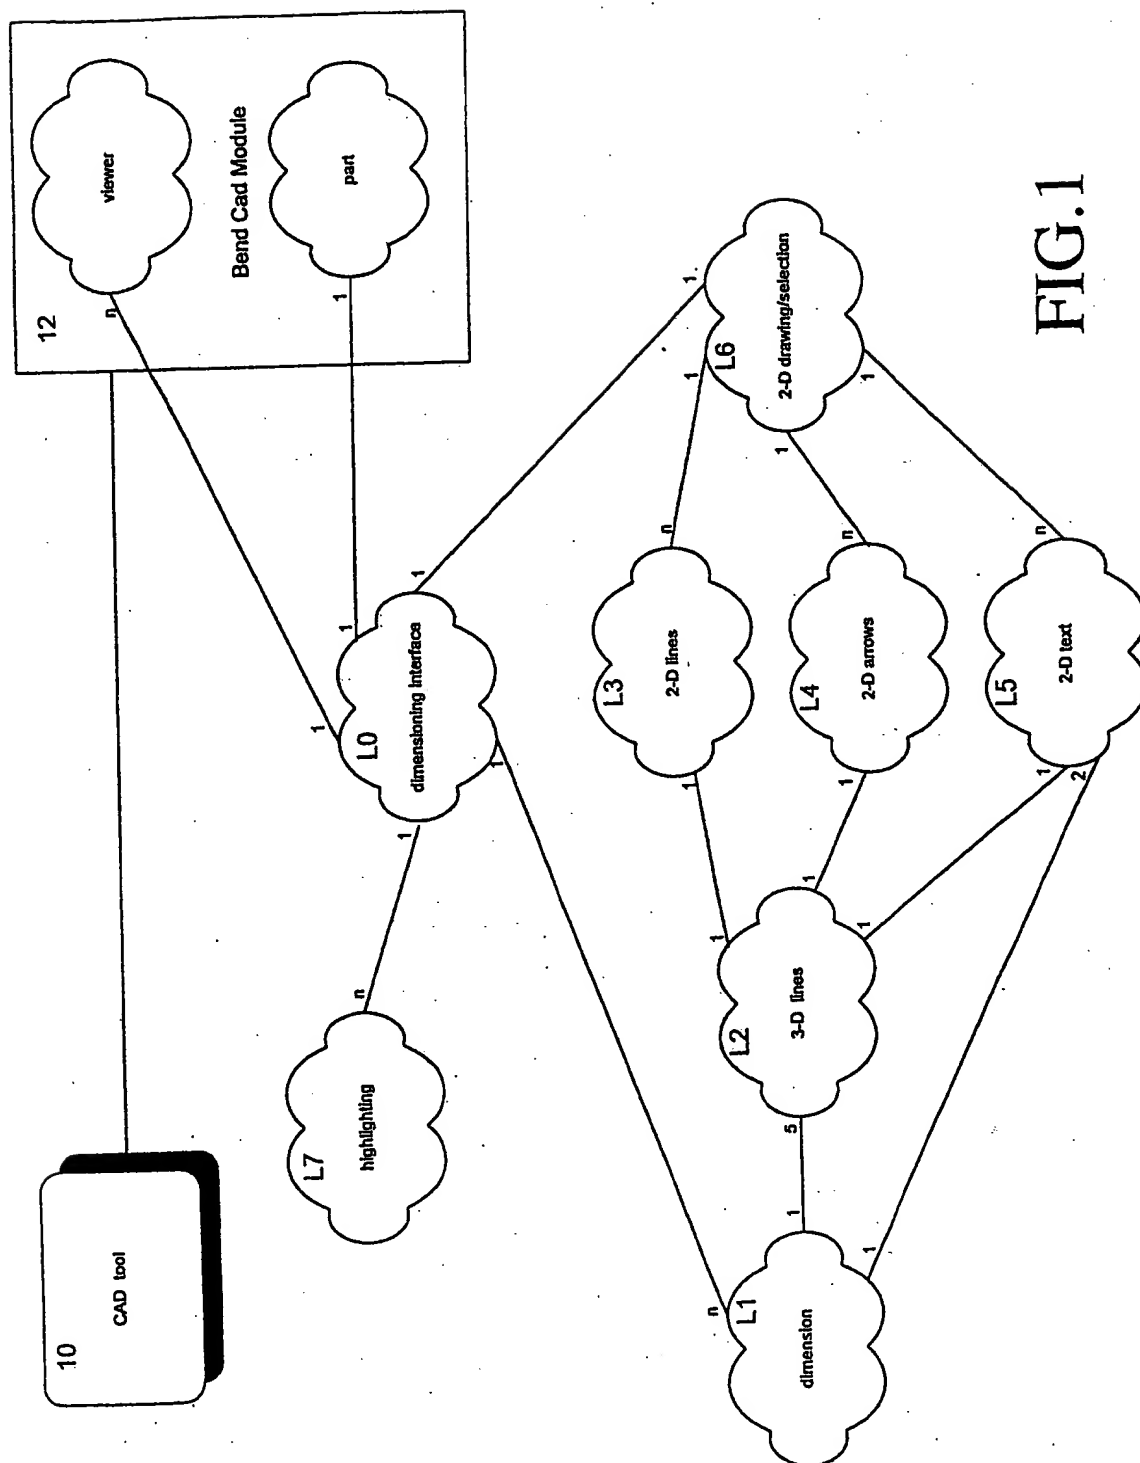 10
CAD tool
12
viewer
Bend Cad Module
part
n
1
L7
highlighting
n
1
L0
dimensioning interface
1
1
1
1
1.
L1
dimension
n
1
1
5
L2
3-D lines
1
1
1
L3
2-D lines
1
n
L4
2-D arrows
1
n
L5
2-D text
1
2
n
L6
2-D drawing/selection
1
1
1
FIG.1